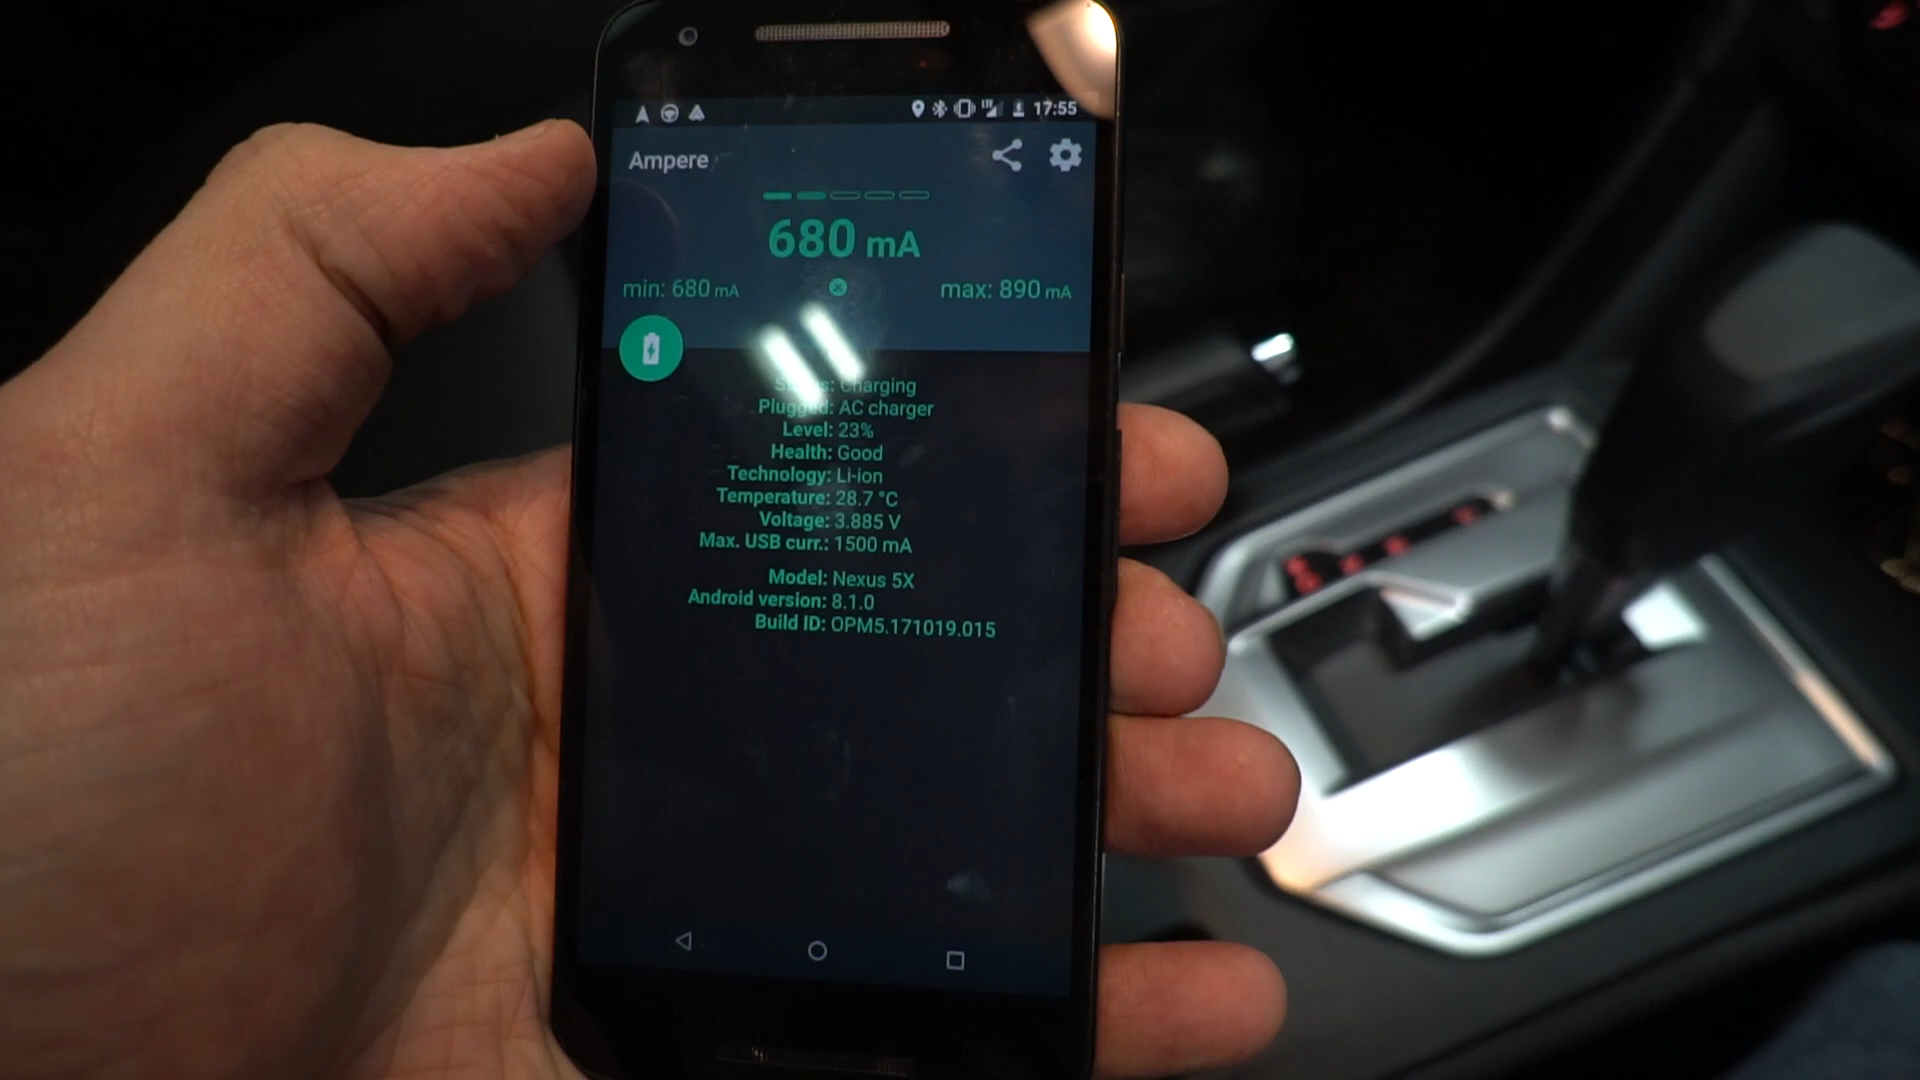 17:55
Ampere
680 mA
min: 680 mA max: 890 mA
Status: Charging
Plugged: AC charger
Level: 23%
Health: Good
Technology: Li-ion
Temperature: 28.7 °C
Voltage: 3.885 V
Max. USB curr.: 1500 mA
Model: Nexus 5X
Android version: 8.1.0
Build ID: OPM5.171019.015